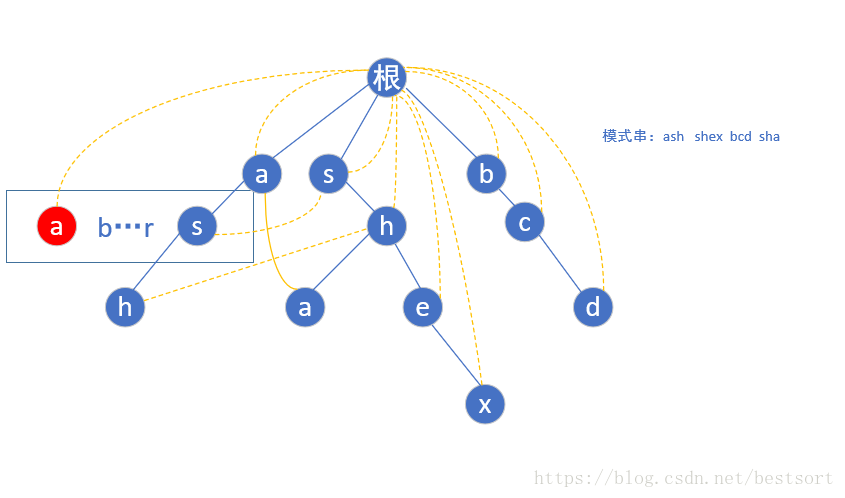 根
模式串：ash shex bcd sha
a s b
a b···r s h c
h a e d
x
https://blog.csdn.net/bestsort